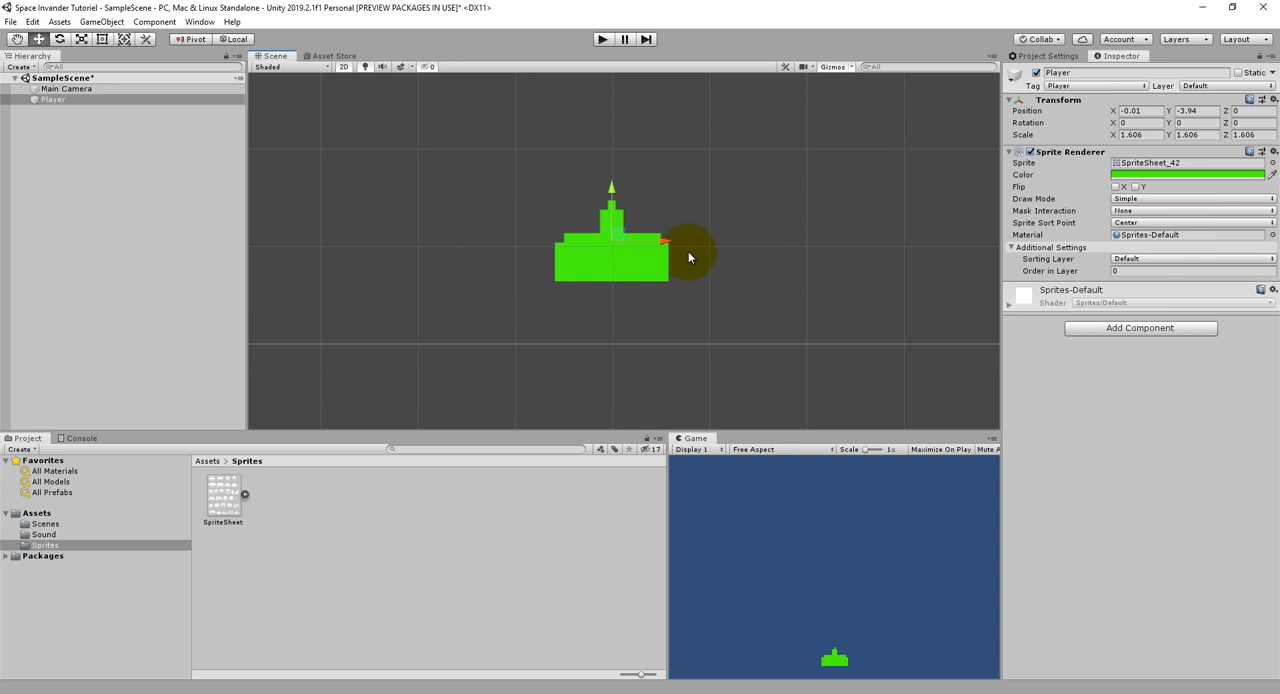 Space Invander Tutoriel - SampleScene - PC, Mac & Linux Standalone - Unity 2019.2.1f1 Personal [PREVIEW PACKAGES IN USE]* <DX11>
File Edit Assets GameObject Component Window Help
Pivot Local Collab Account Layers Layout
Hierarchy Scene Asset Store Project Settings Inspector
Create All Shaded 2D 0 Gizmos All Player Static
SampleScene*
Main Camera
Player
Tag Player Layer Default
Transform
Position X -0.01 Y -3.94 Z 0
Rotation X 0 Y 0 Z 0
Scale X 1.606 Y 1.606 Z 1.606
Sprite Renderer
Sprite SpriteSheet_42
Color
Flip X Y
Draw Mode Simple
Mask Interaction None
Sprite Sort Point Center
Material Sprites-Default
Additional Settings
Sorting Layer Default
Order in Layer 0
Sprites-Default
Shader Sprites/Default
Add Component
Project Console Game
Create 17 Display 1 Free Aspect Scale 1x Maximize On Play Mute A
Favorites
All Materials
All Models
All Prefabs
Assets
Scenes
Sound
Sprites
Packages
Assets > Sprites
SpriteSheet